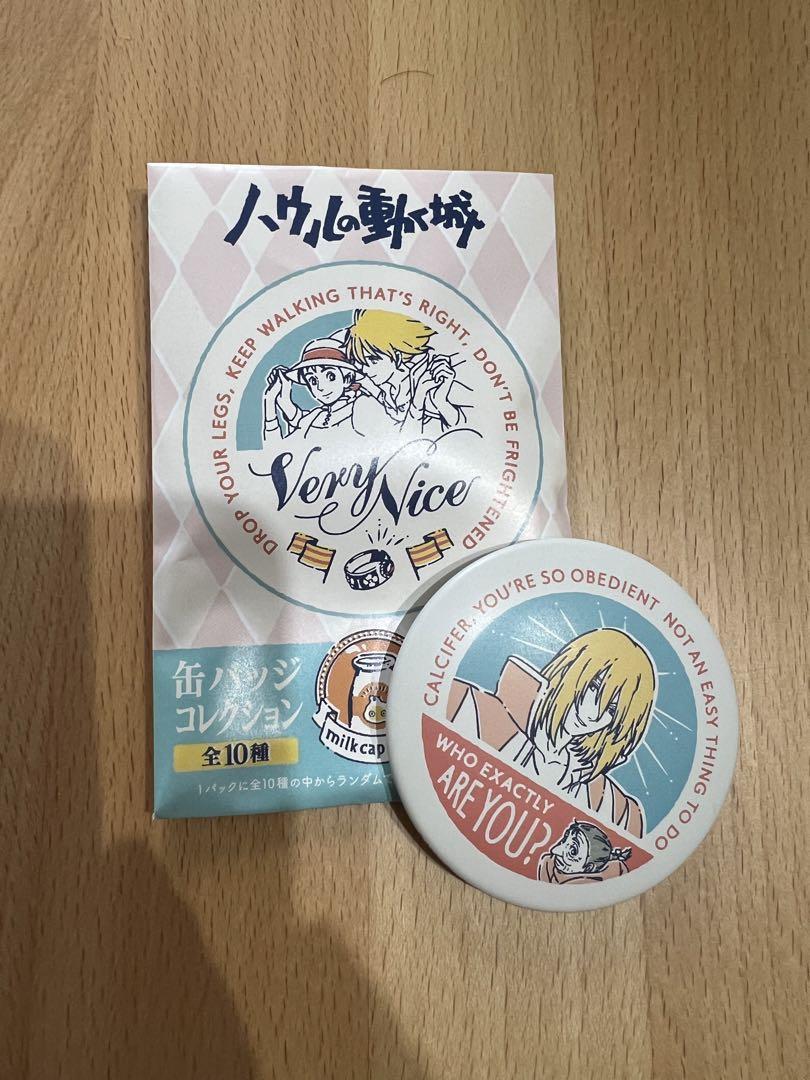 ハウルの動く城
DROP YOUR LEGS, KEEP WALKING THAT'S RIGHT, DON'T BE FRIGHTENED
Very Nice
缶バッジ
コレクション
全10種
milkcap
1パックに全10種の中からランダムで
CALCIFER, YOU'RE SO OBEDIENT NOT AN EASY THING TO DO
WHO EXACTLY
ARE YOU?